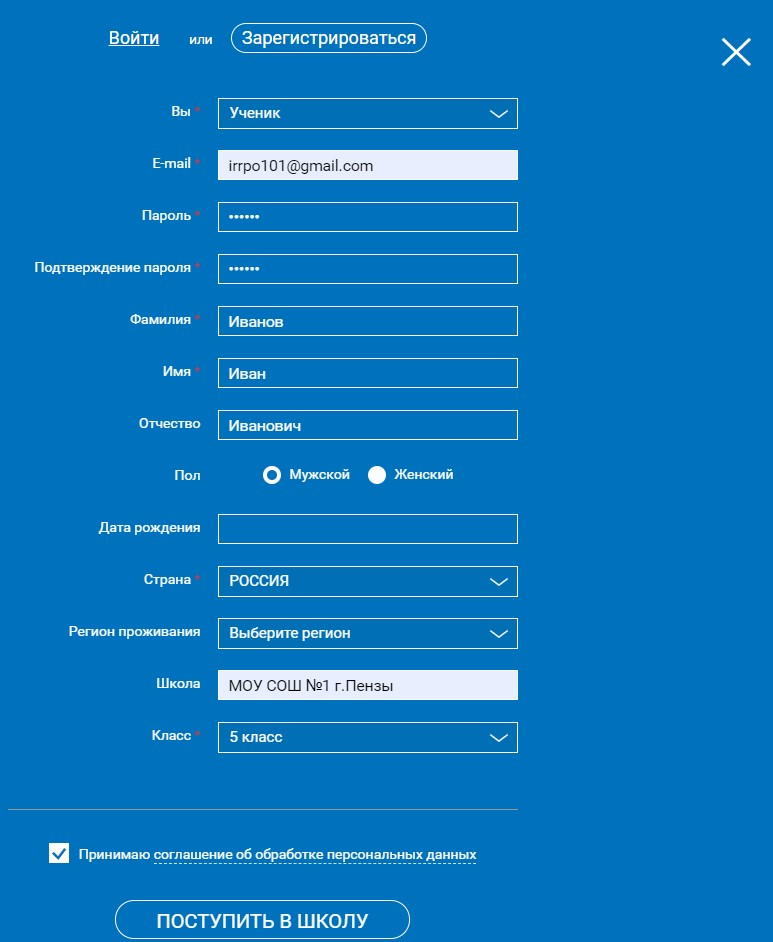 Войти или Зарегистрироваться
Вы * Ученик
E-mail * irrpo101@gmail.com
Пароль * ••••••
Подтверждение пароля * ••••••
Фамилия * Иванов
Имя * Иван
Отчество Иванович
Пол Мужской Женский
Дата рождения
Страна * РОССИЯ
Регион проживания Выберите регион
Школа МОУ СОШ №1 г.Пензы
Класс * 5 класс
Принимаю соглашение об обработке персональных данных
ПОСТУПИТЬ В ШКОЛУ